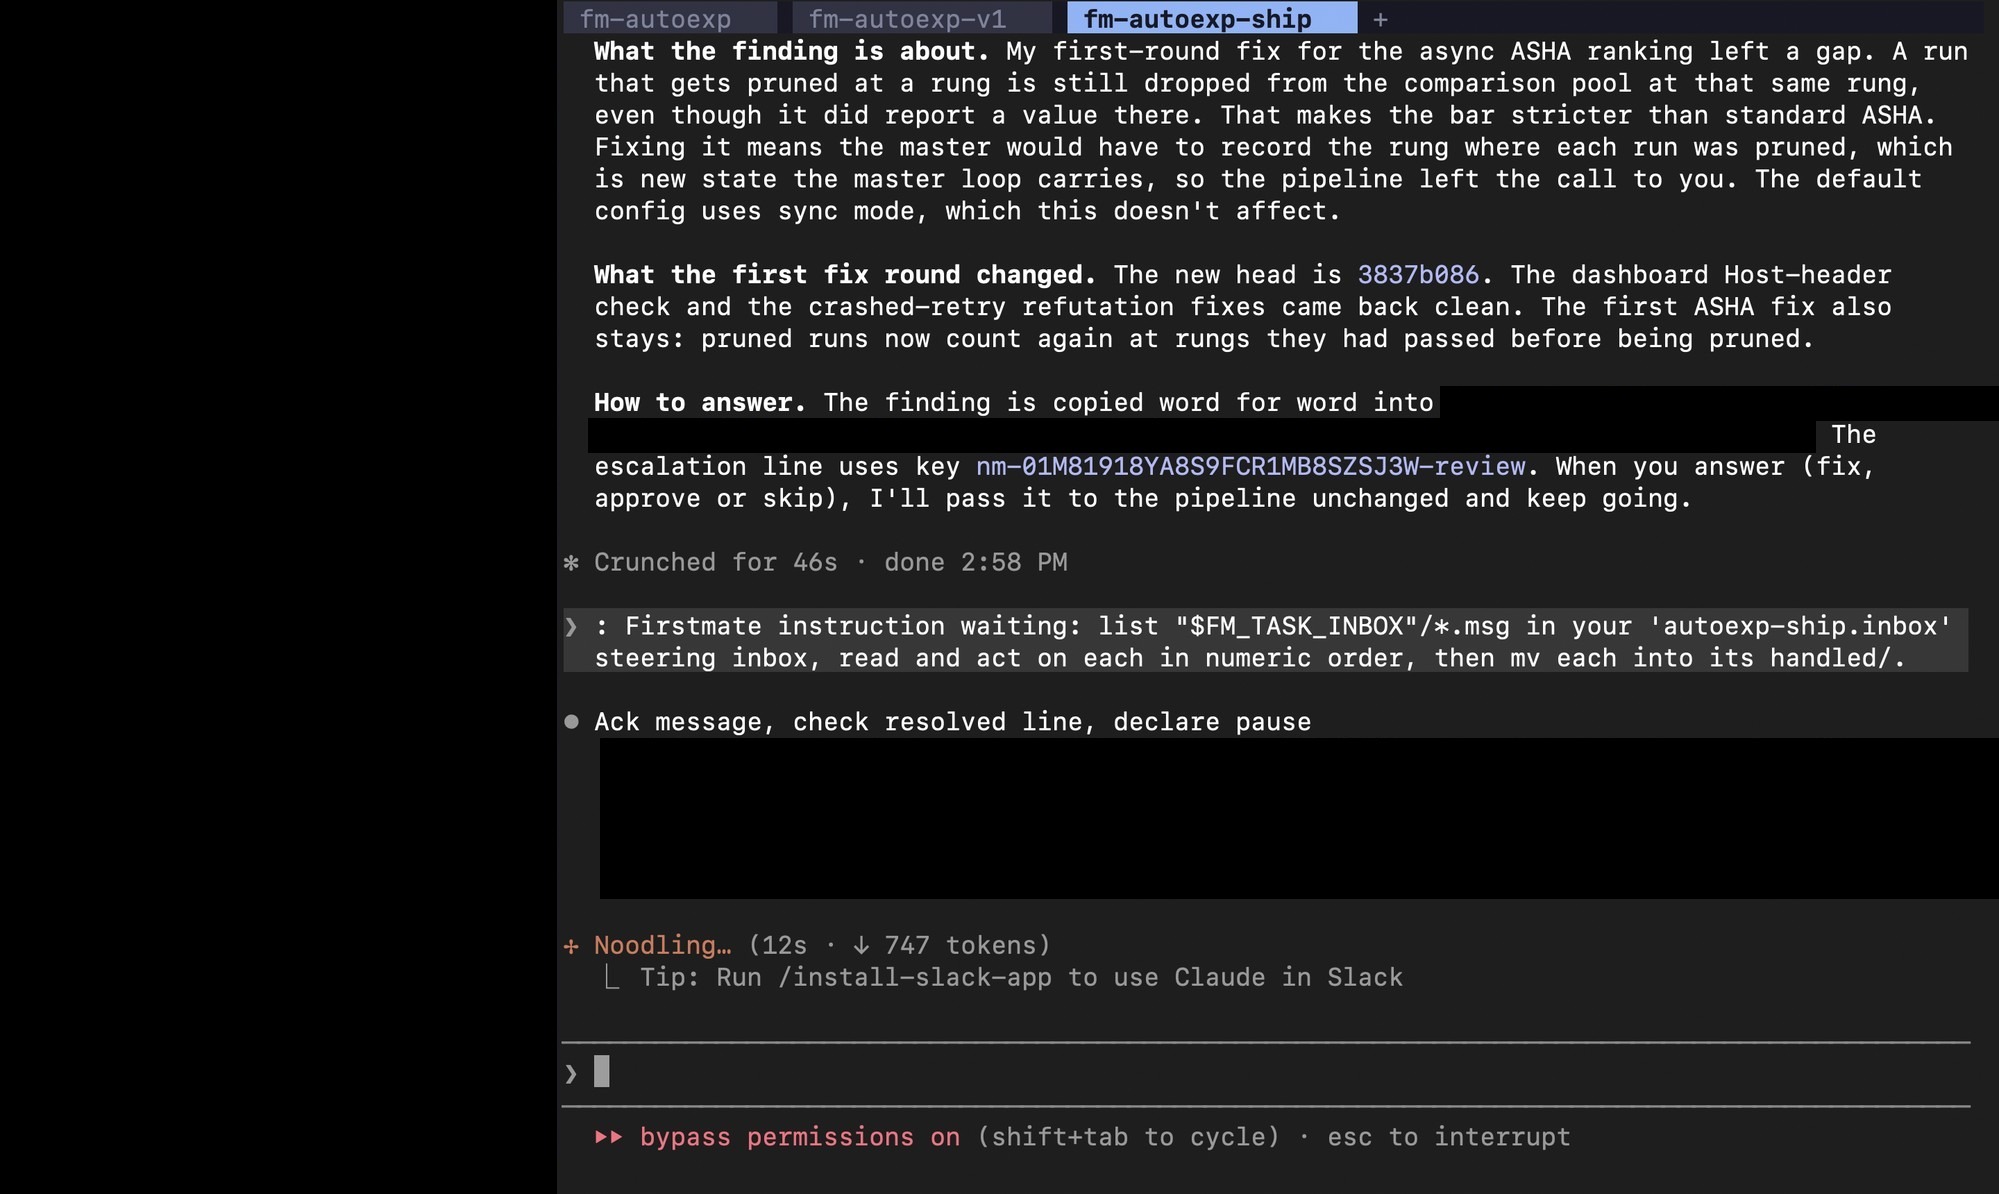 fm-autoexp fm-autoexp-v1 fm-autoexp-ship +
What the finding is about. My first-round fix for the async ASHA ranking left a gap. A run
that gets pruned at a rung is still dropped from the comparison pool at that same rung,
even though it did report a value there. That makes the bar stricter than standard ASHA.
Fixing it means the master would have to record the rung where each run was pruned, which
is new state the master loop carries, so the pipeline left the call to you. The default
config uses sync mode, which this doesn't affect.
What the first fix round changed. The new head is 3837b086. The dashboard Host-header
check and the crashed-retry refutation fixes came back clean. The first ASHA fix also
stays: pruned runs now count again at rungs they had passed before being pruned.
How to answer. The finding is copied word for word into
The
escalation line uses key nm-01M81918YA8S9FCR1MB8SZSJ3W-review. When you answer (fix,
approve or skip), I'll pass it to the pipeline unchanged and keep going.
✻ Crunched for 46s · done 2:58 PM
❯ : Firstmate instruction waiting: list "$FM_TASK_INBOX"/*.msg in your 'autoexp-ship.inbox'
steering inbox, read and act on each in numeric order, then mv each into its handled/.
● Ack message, check resolved line, declare pause
✢ Noodling… (12s · ↓ 747 tokens)
⎿ Tip: Run /install-slack-app to use Claude in Slack
❯
⏵⏵ bypass permissions on (shift+tab to cycle) · esc to interrupt